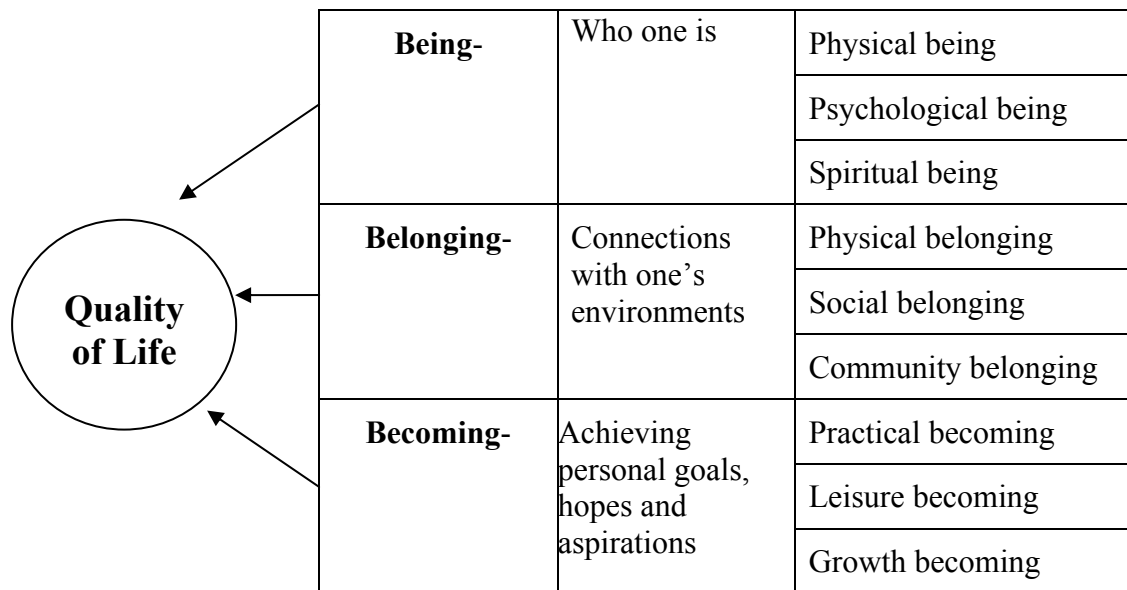 Being-
Who one is
Physical being
Psychological being
Spiritual being
Quality
of Life
Belonging-
Connections
with one’s
environments
Physical belonging
Social belonging
Community belonging
Becoming-
Achieving
personal goals,
hopes and
aspirations
Practical becoming
Leisure becoming
Growth becoming